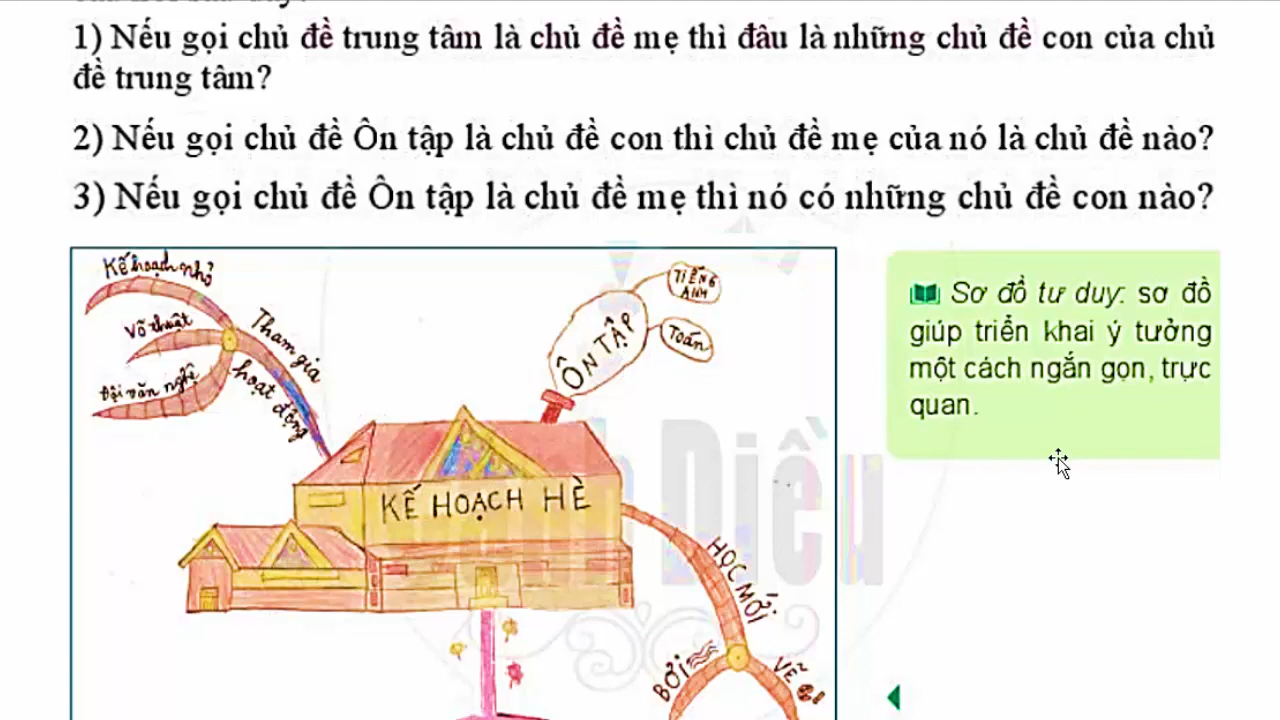 1) Nếu gọi chủ đề trung tâm là chủ đề mẹ thì đâu là những chủ đề con của chủ
đề trung tâm?
2) Nếu gọi chủ đề Ôn tập là chủ đề con thì chủ đề mẹ của nó là chủ đề nào?
3) Nếu gọi chủ đề Ôn tập là chủ đề mẹ thì nó có những chủ đề con nào?
Kế hoạch nhỏ
Võ thuật
Đội văn nghệ
Tham gia
hoạt động
ÔN TẬP
TIẾNG
ANH
Toán
KẾ HOẠCH HÈ
HỌC MỚI
BƠI
VẼ
Sơ đồ tư duy: sơ đồ
giúp triển khai ý tưởng
một cách ngắn gọn, trực
quan.